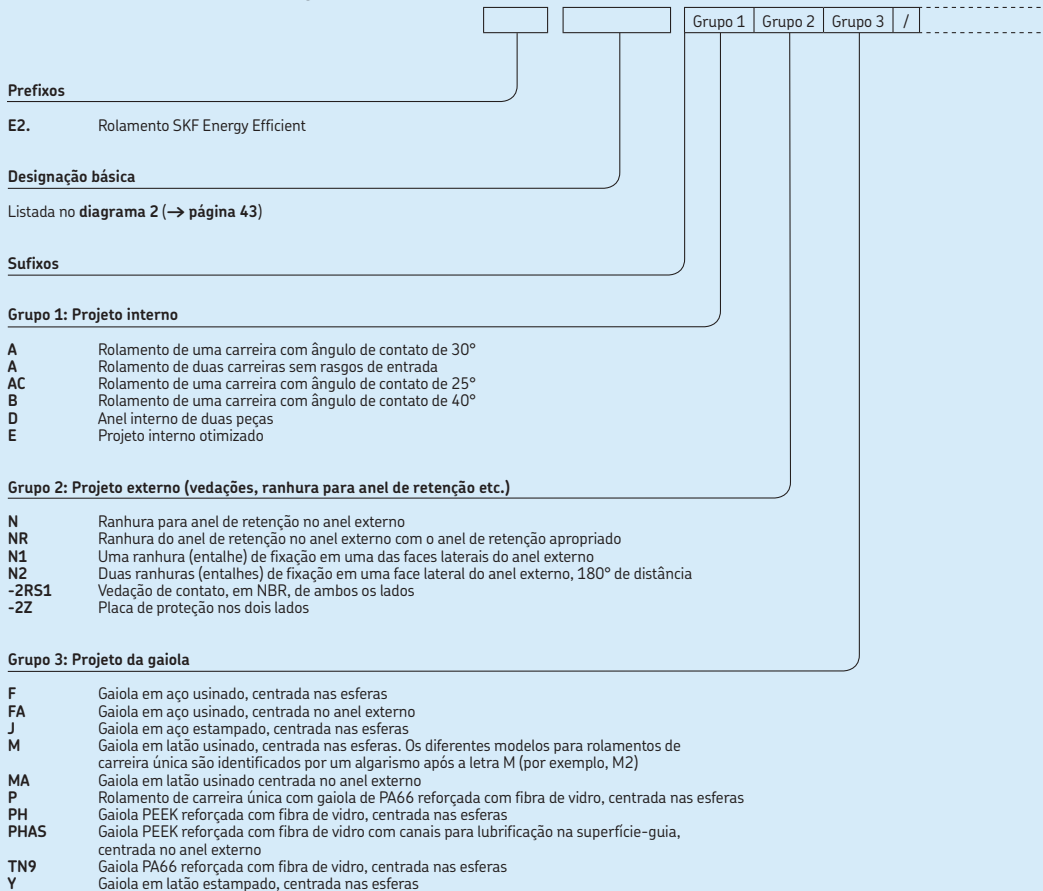 Grupo 1 Grupo 2 Grupo 3 /
Prefixos
E2. Rolamento SKF Energy Efficient
Designação básica
Listada no diagrama 2 (→ página 43)
Sufixos
Grupo 1: Projeto interno
A Rolamento de uma carreira com ângulo de contato de 30°
A Rolamento de duas carreiras sem rasgos de entrada
AC Rolamento de uma carreira com ângulo de contato de 25°
B Rolamento de uma carreira com ângulo de contato de 40°
D Anel interno de duas peças
E Projeto interno otimizado
Grupo 2: Projeto externo (vedações, ranhura para anel de retenção etc.)
N Ranhura para anel de retenção no anel externo
NR Ranhura do anel de retenção no anel externo com o anel de retenção apropriado
N1 Uma ranhura (entalhe) de fixação em uma das faces laterais do anel externo
N2 Duas ranhuras (entalhes) de fixação em uma face lateral do anel externo, 180° de distância
-2RS1 Vedação de contato, em NBR, de ambos os lados
-2Z Placa de proteção nos dois lados
Grupo 3: Projeto da gaiola
F Gaiola em aço usinado, centrada nas esferas
FA Gaiola em aço usinado, centrada no anel externo
J Gaiola em aço estampado, centrada nas esferas
M Gaiola em latão usinado, centrada nas esferas. Os diferentes modelos para rolamentos de
carreira única são identificados por um algarismo após a letra M (por exemplo, M2)
MA Gaiola em latão usinado centrada no anel externo
P Rolamento de carreira única com gaiola de PA66 reforçada com fibra de vidro, centrada nas esferas
PH Gaiola PEEK reforçada com fibra de vidro, centrada nas esferas
PHAS Gaiola PEEK reforçada com fibra de vidro com canais para lubrificação na superfície-guia,
centrada no anel externo
TN9 Gaiola PA66 reforçada com fibra de vidro, centrada nas esferas
Y Gaiola em latão estampado, centrada nas esferas